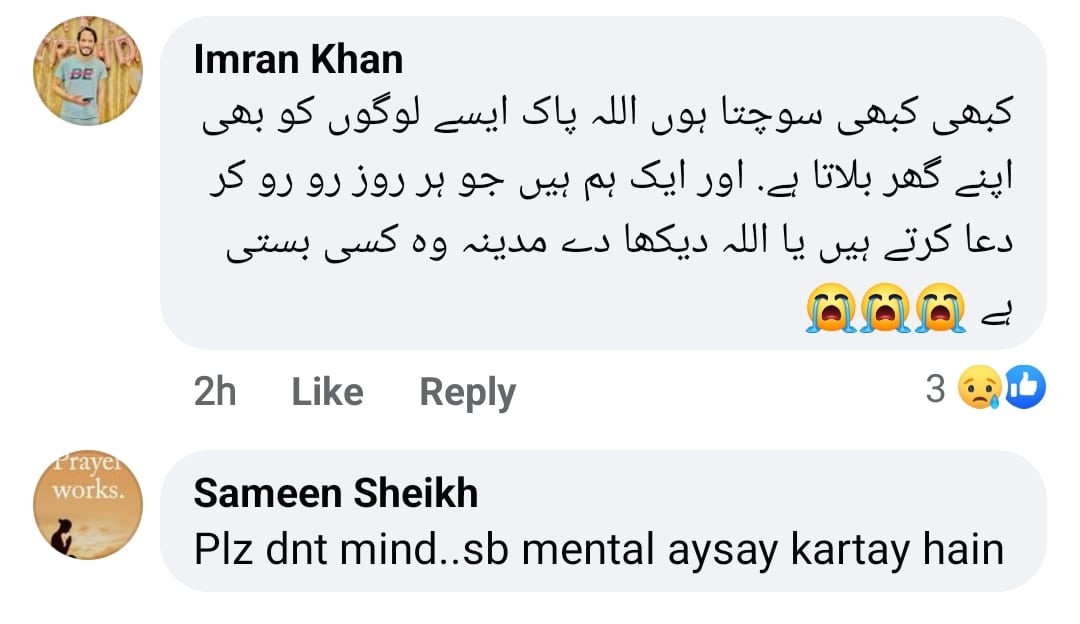 Imran Khan
کبھی کبھی سوچتا ہوں اللہ پاک ایسے لوگوں کو بھی
اپنے گھر بلاتا ہے. اور ایک ہم ہیں جو ہر روز رو رو کر
دعا کرتے ہیں یا اللہ دیکھا دے مدینہ وہ کسی بستی
ہے 😭😭😭
2h Like Reply 3
Prayer
works.
Sameen Sheikh
Plz dnt mind..sb mental aysay kartay hain